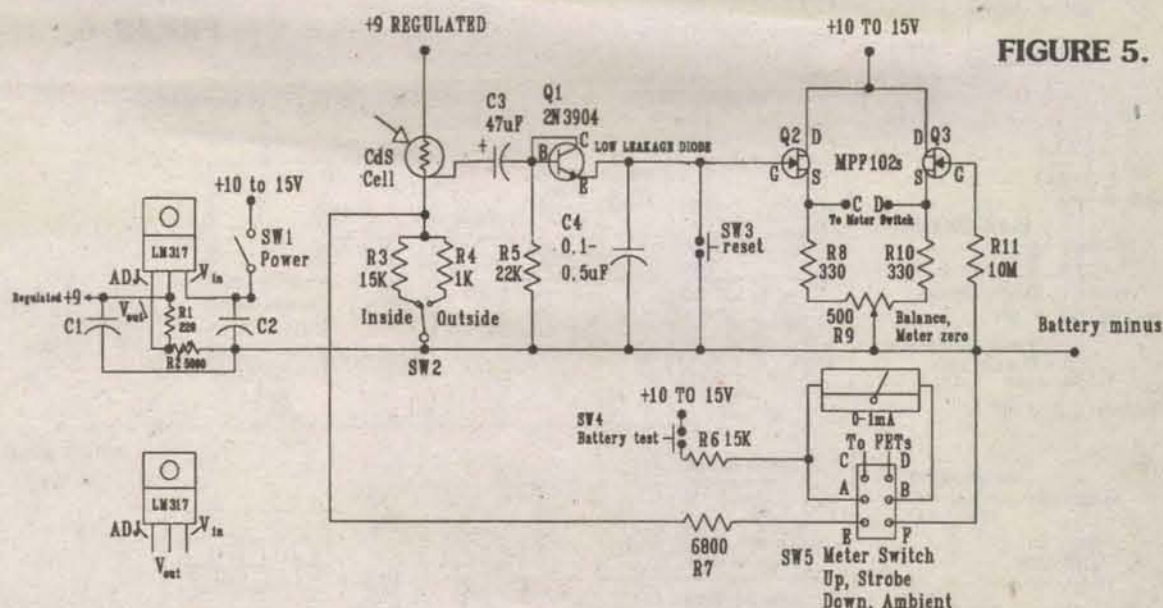 +9 REGULATED
+10 TO 15V
FIGURE 5.
C3
47uF
Q1
2N3904
B
C
E
LOW LEAKAGE DIODE
CdS
Cell
+
Q2
D
G
S
MPF102s
D
Q3
S
G
C D
To Meter Switch
+10 to 15V
SW1
Power
LM317
ADJ
Vin
Regulated +9
Vout
C1
R1
220
C2
R2 5000
R3
15K
R4
1K
Inside
Outside
SW2
R5
22K
C4
0.1-
0.5uF
SW3
reset
R8
330
R10
330
R11
10M
500
R9
Balance,
Meter zero
Battery minus
+10 TO 15V
SW4
Battery test
R6 15K
0-1mA
To FETs
C
D
A
B
E
F
6800
R7
SW5 Meter Switch
Up, Strobe
Down, Ambient
LM317
ADJ
Vin
Vout